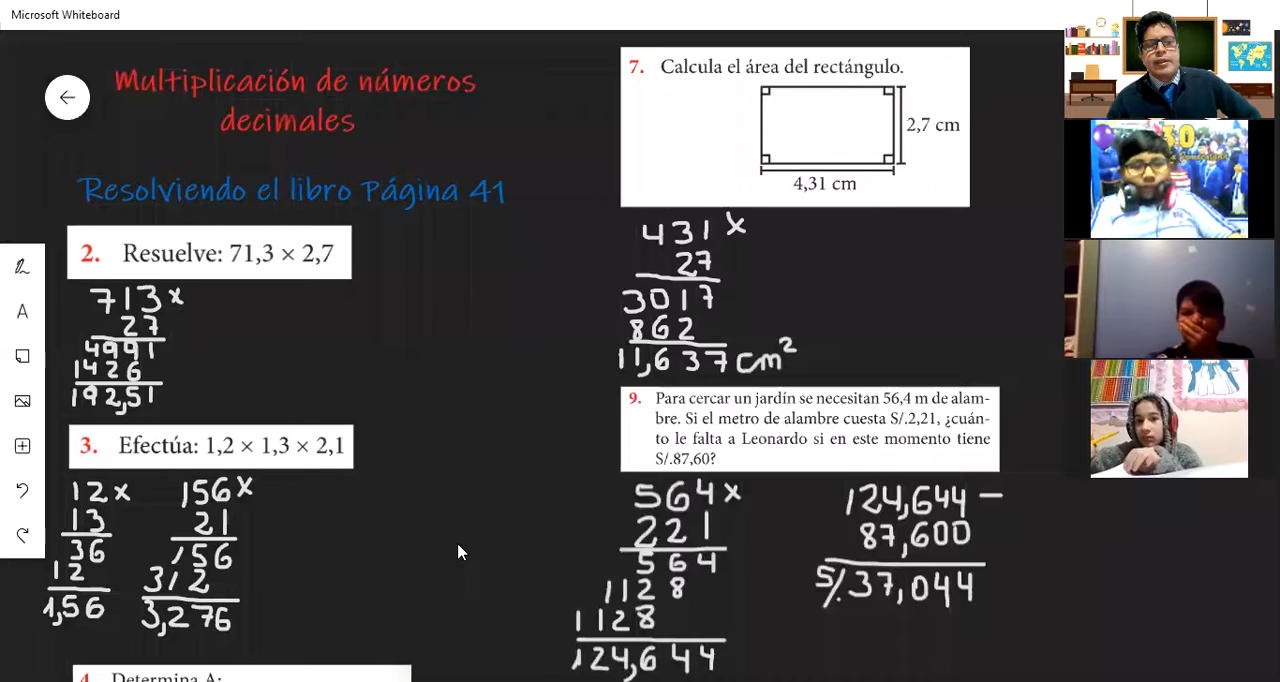 Microsoft Whiteboard
Multiplicación de números
decimales
Resolviendo el libro Página 41
2. Resuelve: 71,3 × 2,7
713 x
27
4991
1426
192,51
3. Efectúa: 1,2 × 1,3 × 2,1
12 x
13
36
12
1,56
156 x
21
156
312
3,276
4. Determina A:
7. Calcula el área del rectángulo.
2,7 cm
4,31 cm
431 x
27
3017
862
11,637 cm²
9. Para cercar un jardín se necesitan 56,4 m de alam-
bre. Si el metro de alambre cuesta S/.2,21, ¿cuán-
to le falta a Leonardo si en este momento tiene
S/.87,60?
564 x
221
564
1128
1128
124,644
124,644 -
87,600
S/.37,044
A
30